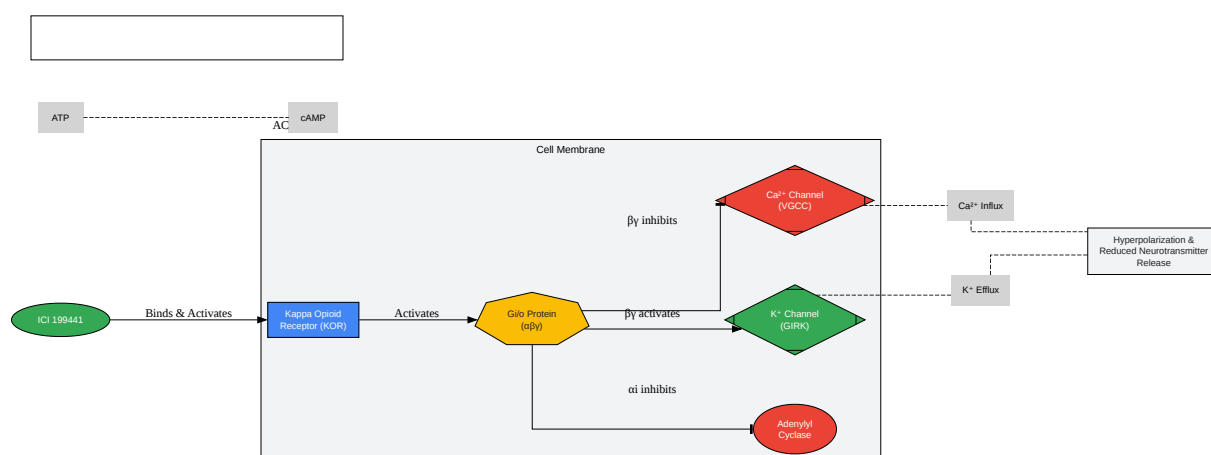 ATP
cAMP
AC
Cell Membrane
Ca²⁺ Channel
(VGCC)
βγ inhibits
Ca²⁺ Influx
Hyperpolarization &
Reduced Neurotransmitter
Release
K⁺ Efflux
ICI 199441
Binds & Activates
Kappa Opioid
Receptor (KOR)
Activates
Gi/o Protein
(αβγ)
βγ activates
K⁺ Channel
(GIRK)
αi inhibits
Adenylyl
Cyclase